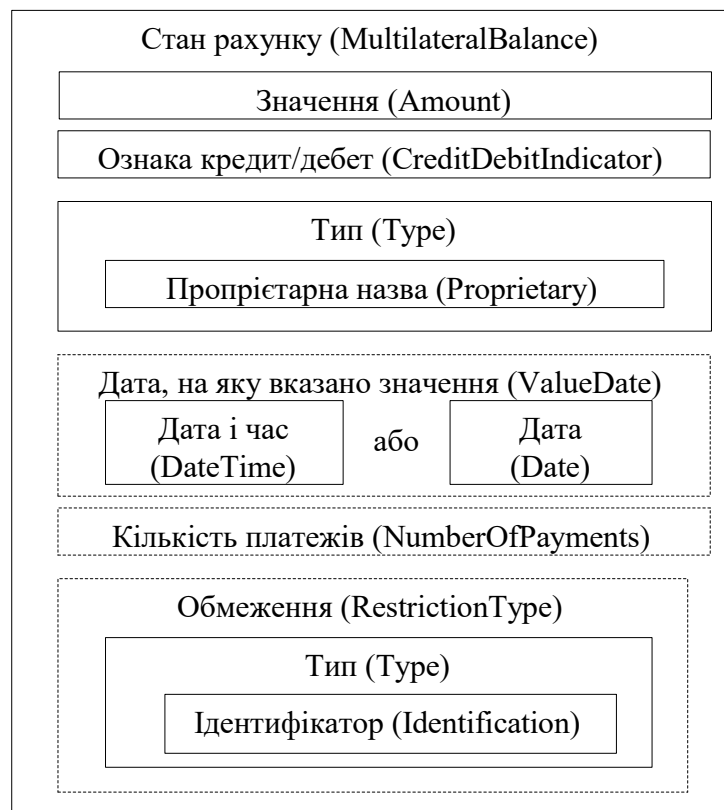 Стан рахунку (MultilateralBalance)
Значення (Amount)
Ознака кредит/дебет (CreditDebitIndicator)
Тип (Type)
Пропрієтарна назва (Proprietary)
Дата, на яку вказано значення (ValueDate)
Дата і час
(DateTime)
або
Дата
(Date)
Кількість платежів (NumberOfPayments)
Обмеження (RestrictionType)
Тип (Type)
Ідентифікатор (Identification)